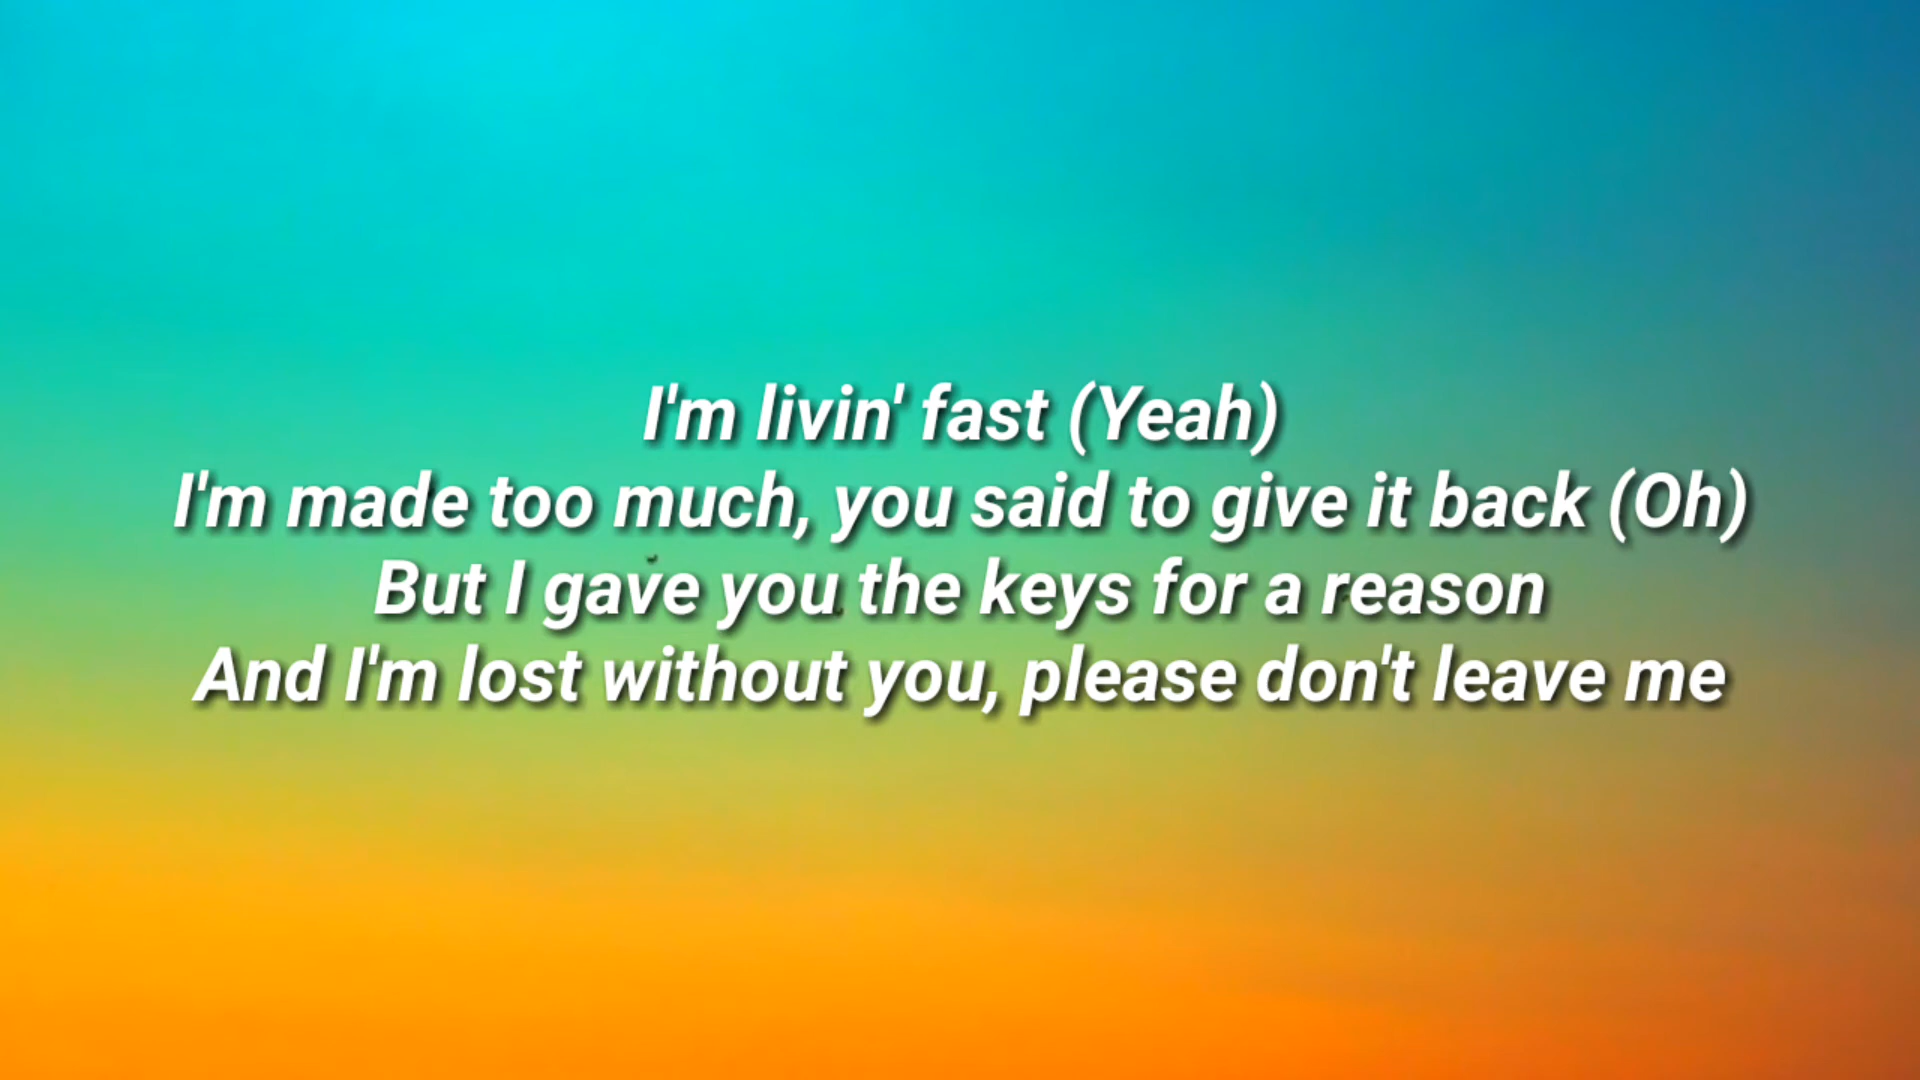 I'm livin' fast (Yeah)
I'm made too much, you said to give it back (Oh)
But I gave you the keys for a reason
And I'm lost without you, please don't leave me